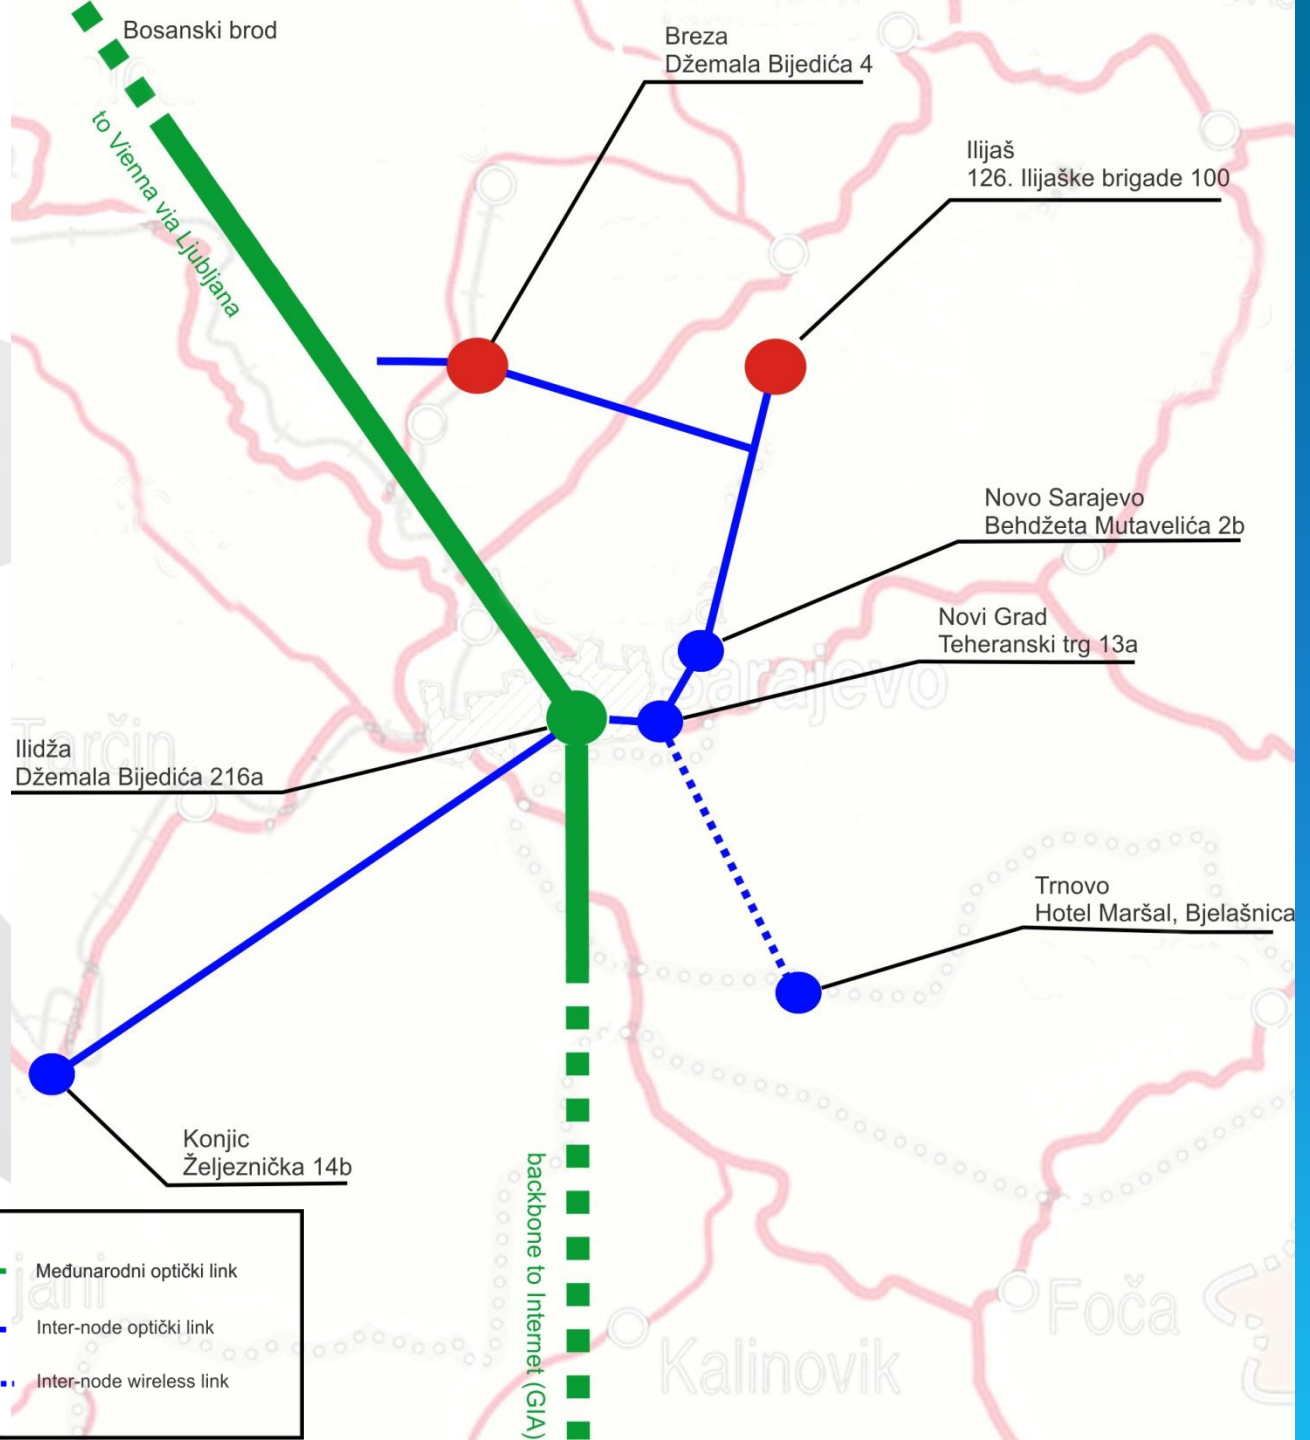 Bosanski brod
Breza
Džemala Bijedića 4
to Vienna via Ljubljana
Ilijaš
126. Ilijaške brigade 100
Novo Sarajevo
Behdžeta Mutavelića 2b
Novi Grad
Teheranski trg 13a
Sarajevo
Tarčin
Ilidža
Džemala Bijedića 216a
Trnovo
Hotel Maršal, Bjelašnica
Konjic
Željeznička 14b
backbone to Internet (GIA)
Međunarodni optički link
Inter-node optički link
Inter-node wireless link
Foča
Kalinovik